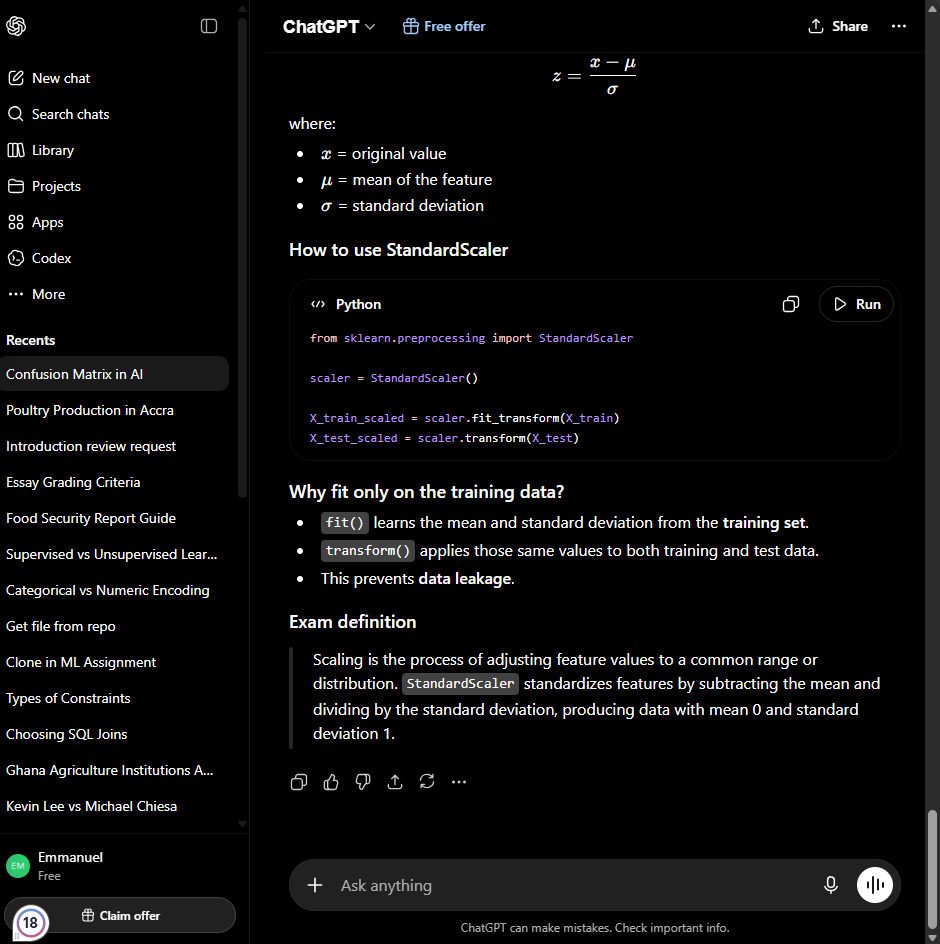 ChatGPT
Free offer
Share
New chat
Search chats
Library
Projects
Apps
Codex
More
Recents
Confusion Matrix in AI
Poultry Production in Accra
Introduction review request
Essay Grading Criteria
Food Security Report Guide
Supervised vs Unsupervised Lear...
Categorical vs Numeric Encoding
Get file from repo
Clone in ML Assignment
Types of Constraints
Choosing SQL Joins
Ghana Agriculture Institutions A...
Kevin Lee vs Michael Chiesa
EM
Emmanuel
Free
18
Claim offer
z = x − μ
σ
where:
• x = original value
• μ = mean of the feature
• σ = standard deviation
How to use StandardScaler
Python
Run
from sklearn.preprocessing import StandardScaler
scaler = StandardScaler()
X_train_scaled = scaler.fit_transform(X_train)
X_test_scaled = scaler.transform(X_test)
Why fit only on the training data?
• fit() learns the mean and standard deviation from the training set.
• transform() applies those same values to both training and test data.
• This prevents data leakage.
Exam definition
Scaling is the process of adjusting feature values to a common range or
distribution. StandardScaler standardizes features by subtracting the mean and
dividing by the standard deviation, producing data with mean 0 and standard
deviation 1.
Ask anything
ChatGPT can make mistakes. Check important info.